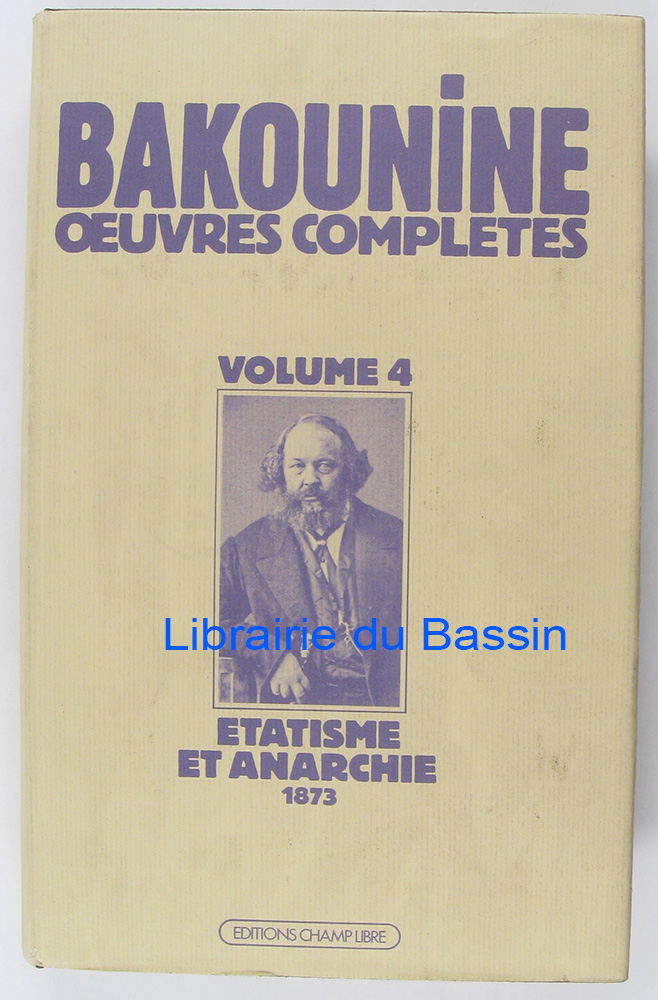 BAKOUNINE
ŒUVRES COMPLETES
VOLUME 4
Librairie du Bassin
ETATISME
ET ANARCHIE
1873
EDITIONS CHAMP LIBRE